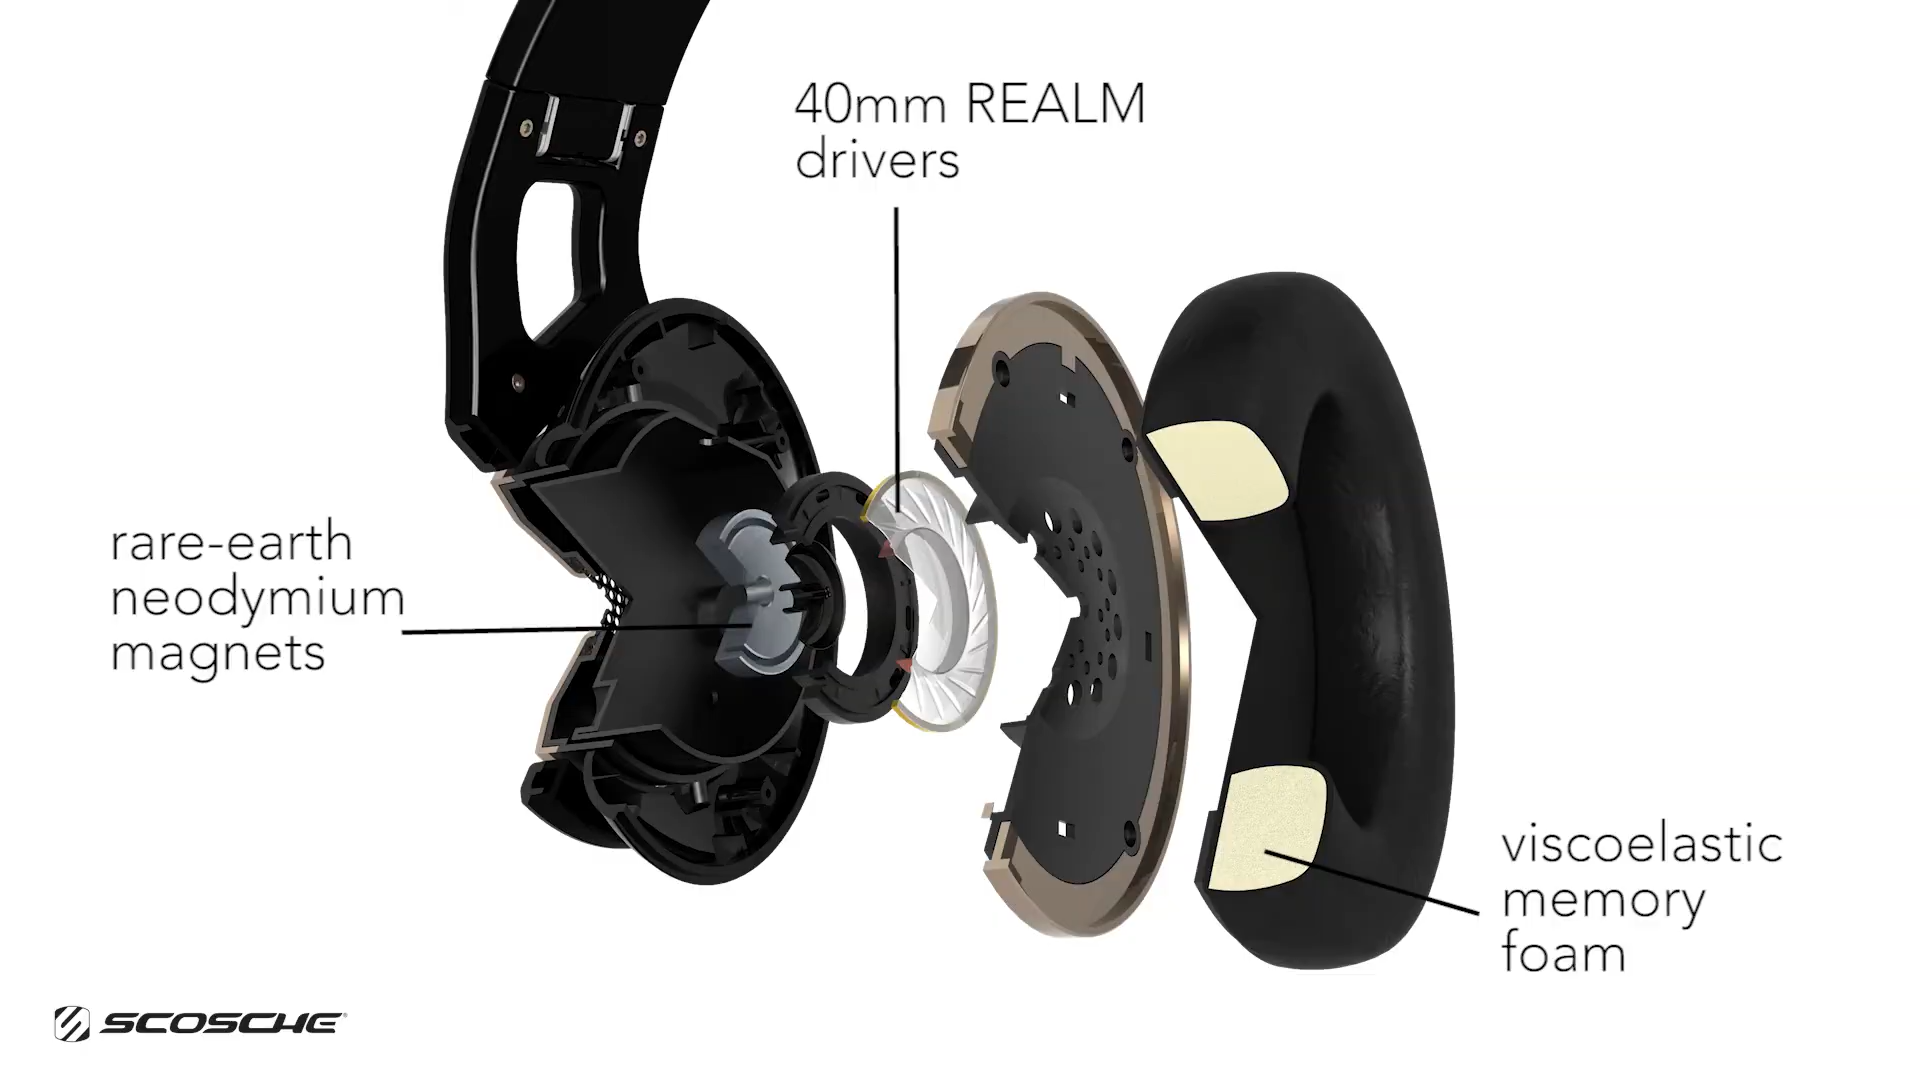 40mm REALM
drivers
rare-earth
neodymium
magnets
viscoelastic
memory
foam
SCOSCHE